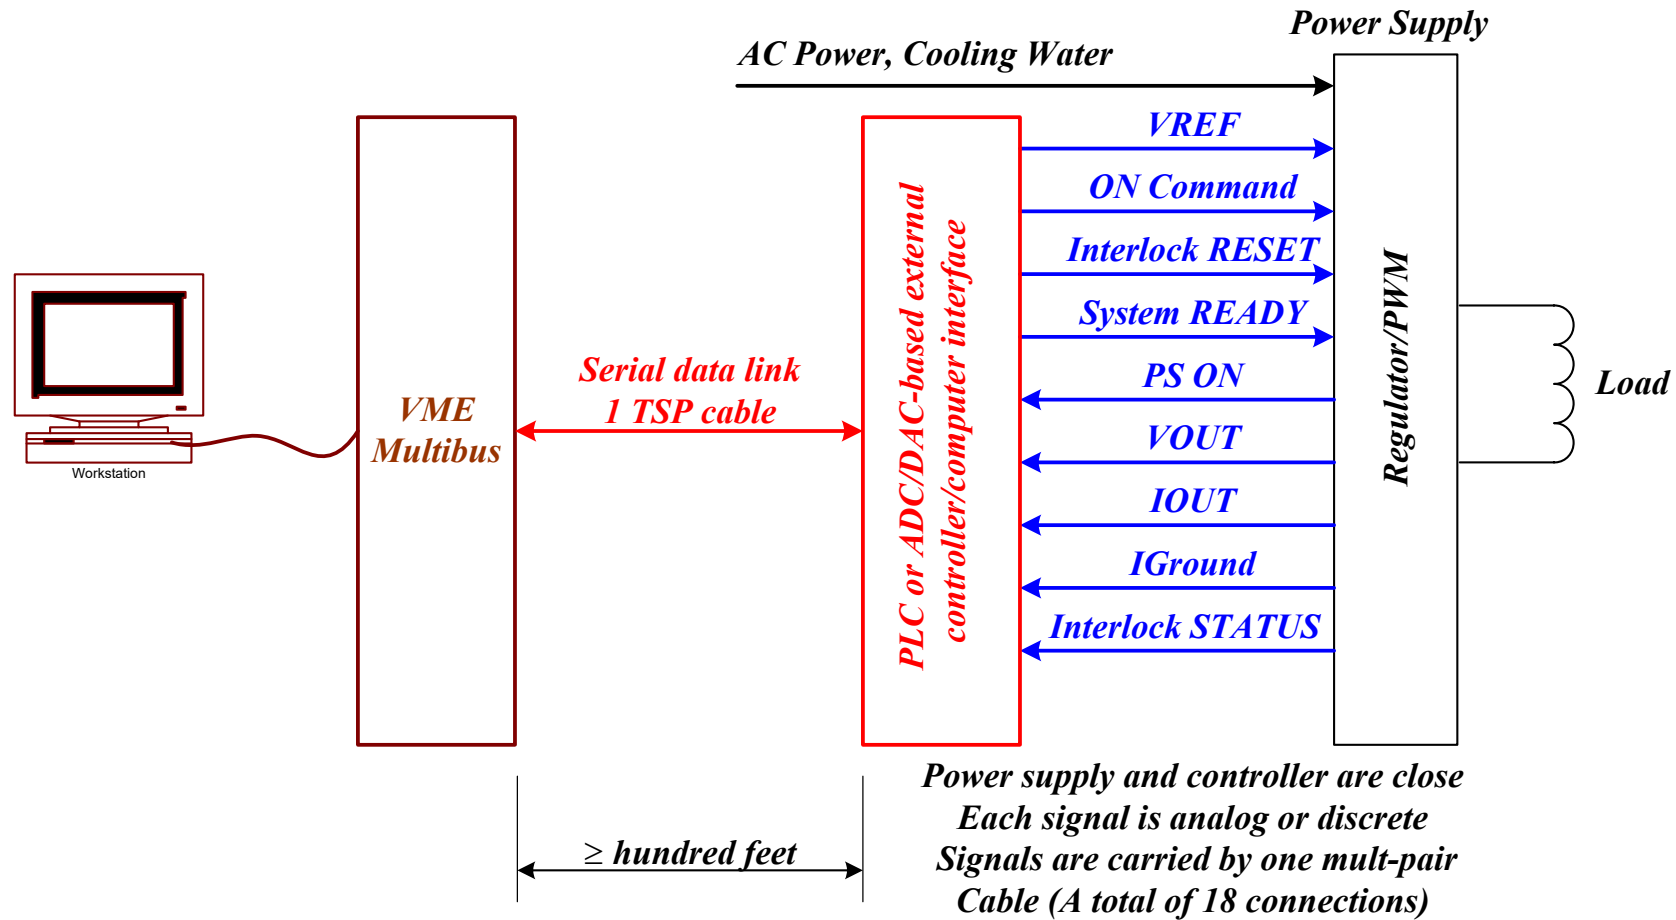 Power Supply
AC Power, Cooling Water
VREF
ON Command
Interlock RESET
System READY
PS ON
VOUT
IOUT
IGround
Interlock STATUS
Workstation
VME
Multibus
Serial data link
1 TSP cable
PLC or ADC/DAC-based external
controller/computer interface
Regulator/PWM
Load
≥ hundred feet
Power supply and controller are close
Each signal is analog or discrete
Signals are carried by one mult-pair
Cable (A total of 18 connections)